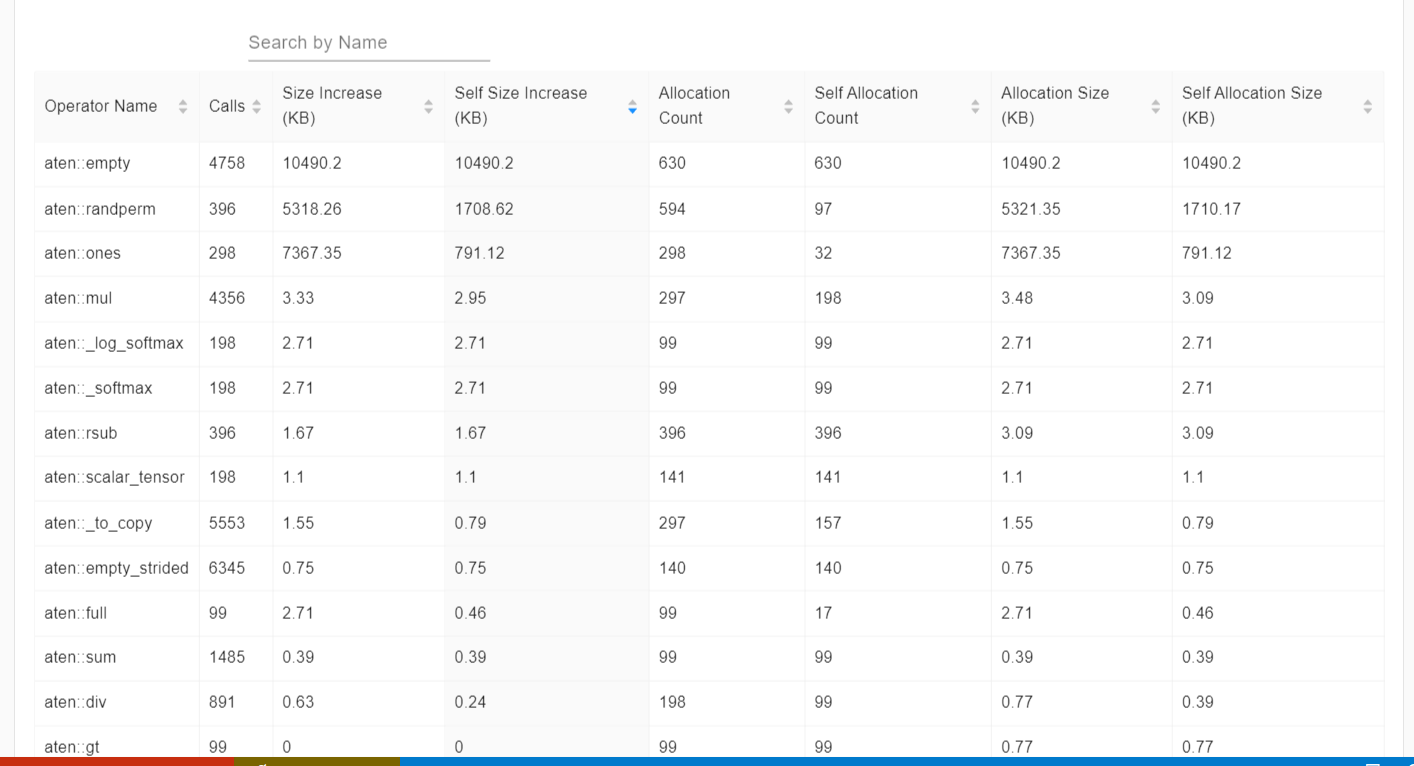 Search by Name
Operator Name Calls Size Increase (KB) Self Size Increase (KB) Allocation Count Self Allocation Count Allocation Size (KB) Self Allocation Size (KB)
aten::empty 4758 10490.2 10490.2 630 630 10490.2 10490.2
aten::randperm 396 5318.26 1708.62 594 97 5321.35 1710.17
aten::ones 298 7367.35 791.12 298 32 7367.35 791.12
aten::mul 4356 3.33 2.95 297 198 3.48 3.09
aten::_log_softmax 198 2.71 2.71 99 99 2.71 2.71
aten::_softmax 198 2.71 2.71 99 99 2.71 2.71
aten::rsub 396 1.67 1.67 396 396 3.09 3.09
aten::scalar_tensor 198 1.1 1.1 141 141 1.1 1.1
aten::_to_copy 5553 1.55 0.79 297 157 1.55 0.79
aten::empty_strided 6345 0.75 0.75 140 140 0.75 0.75
aten::full 99 2.71 0.46 99 17 2.71 0.46
aten::sum 1485 0.39 0.39 99 99 0.39 0.39
aten::div 891 0.63 0.24 198 99 0.77 0.39
aten::gt 99 0 0 99 99 0.77 0.77